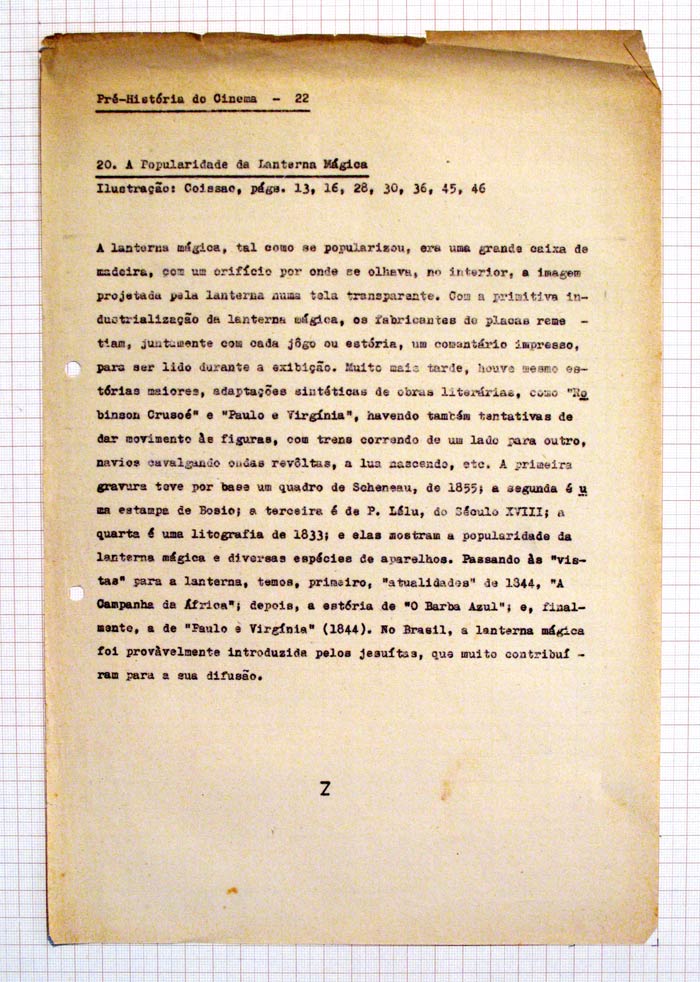 Pré-História do Cinema - 22
20. A Popularidade da Lanterna Mágica
Ilustração: Coissac, págs. 13, 16, 28, 30, 36, 45, 46
A lanterna mágica, tal como se popularizou, era uma grande caixa de
madeira, com um orifício por onde se olhava, no interior, a imagem
projetada pela lanterna numa tela transparente. Com a primitiva in-
dustrialização da lanterna mágica, os fabricantes de placas reme -
tiam, juntamente com cada jôgo ou estória, um comentário impresso,
para ser lido durante a exibição. Muito mais tarde, houve mesmo es-
tórias maiores, adaptações sintéticas de obras literárias, como "Ro
binson Crusoé" e "Paulo e Virgínia", havendo também tentativas de
dar movimento às figuras, com trens correndo de um lado para outro,
navios cavalgando ondas revôltas, a lua nascendo, etc. A primeira
gravura teve por base um quadro de Scheneau, de 1855; a segunda é u
ma estampa de Bosio; a terceira é de P. Lélu, do Século XVIII; a
quarta é uma litografia de 1833; e elas mostram a popularidade da
lanterna mágica e diversas espécies de aparelhos. Passando às "vis-
tas" para a lanterna, temos, primeiro, "atualidades" de 1844, "A
Campanha da África"; depois, a estória de "O Barba Azul"; e, final-
mente, a de "Paulo e Virgínia" (1844). No Brasil, a lanterna mágica
foi provàvelmente introduzida pelos jesuítas, que muito contribuí -
ram para a sua difusão.
Z